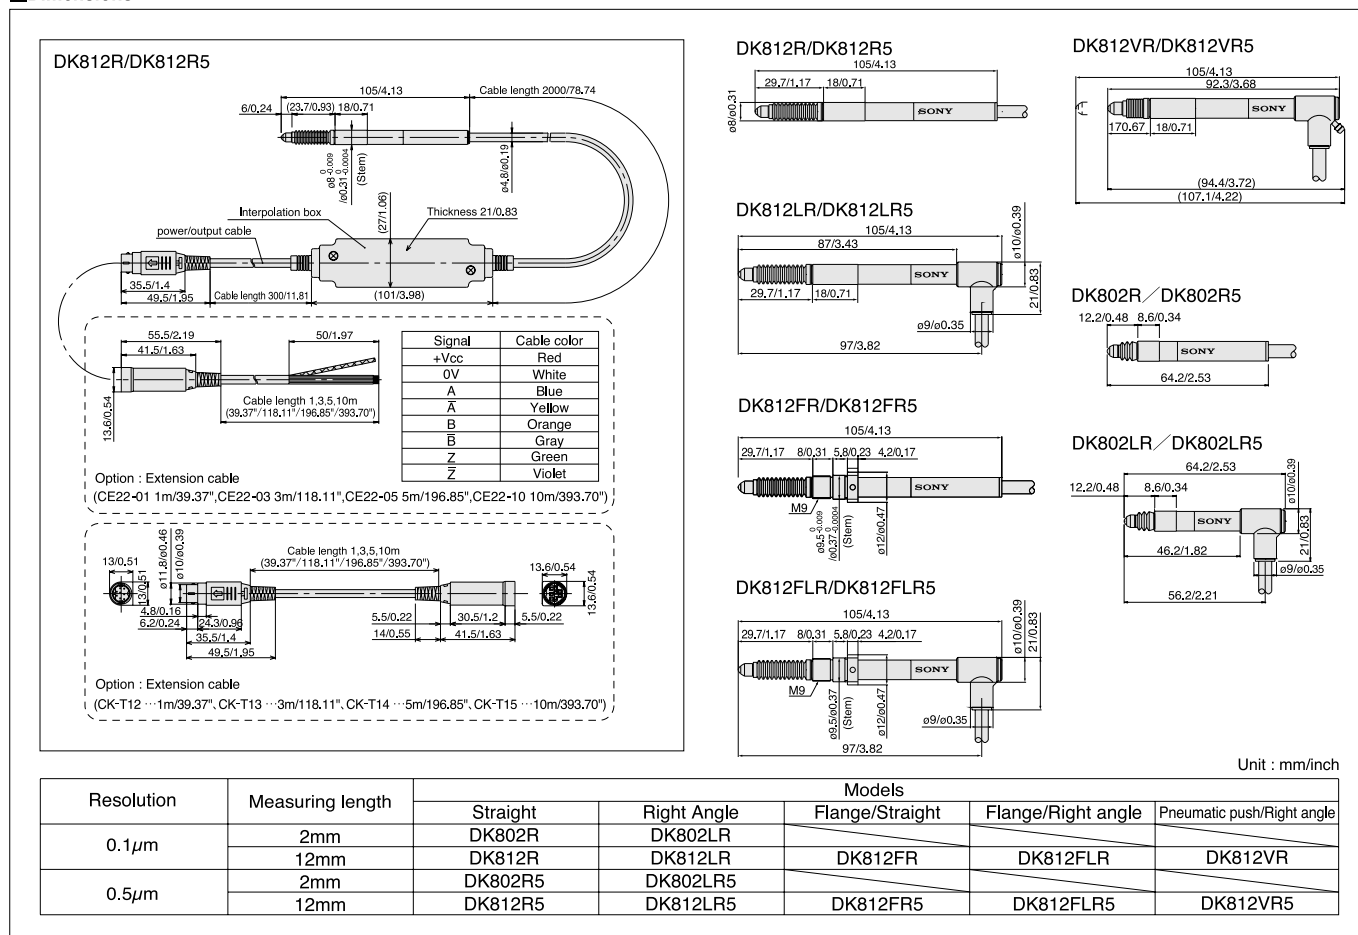 DK812R/DK812R5
105/4.13
Cable length 2000/78.74
6/0.24
(23.7/0.93)
18/0.71
ø8 0 -0.009
/ø0.31 0 -0.0004
(Stem)
ø4.8/ø0.19
(27/1.06)
Interpolation box
Thickness 21/0.83
power/output cable
35.5/1.4
49.5/1.95
Cable length 300/11.81
(101/3.98)
55.5/2.19
50/1.97
41.5/1.63
13.6/0.54
Cable length 1,3,5,10m
(39.37"/118.11"/196.85"/393.70")
Signal Cable color
+Vcc Red
0V White
A Blue
A̅ Yellow
B Orange
B̅ Gray
Z Green
Z̅ Violet
Option : Extension cable
(CE22-01 1m/39.37",CE22-03 3m/118.11",CE22-05 5m/196.85",CE22-10 10m/393.70")
13/0.51
13/0.51
ø11.8/ø0.46
ø10/ø0.39
Cable length 1,3,5,10m
(39.37"/118.11"/196.85"/393.70")
13.6/0.54
13.6/0.54
4.8/0.16
6.2/0.24
24.3/0.96
35.5/1.4
49.5/1.95
5.5/0.22
30.5/1.2
5.5/0.22
14/0.55
41.5/1.63
Option : Extension cable
(CK-T12 ···1m/39.37", CK-T13 ···3m/118.11", CK-T14 ···5m/196.85", CK-T15 ···10m/393.70")
DK812R/DK812R5
105/4.13
29.7/1.17
18/0.71
ø8/ø0.31
SONY
DK812LR/DK812LR5
105/4.13
87/3.43
ø10/ø0.39
SONY
29.7/1.17
18/0.71
21/0.83
ø9/ø0.35
97/3.82
DK812FR/DK812FR5
105/4.13
29.7/1.17
8/0.31
5.8/0.23
4.2/0.17
SONY
M9
ø9.5 0 -0.009
/ø0.37 0 -0.0004
(Stem)
ø12/ø0.47
DK812FLR/DK812FLR5
105/4.13
29.7/1.17
8/0.31
5.8/0.23
4.2/0.17
ø10/ø0.39
21/0.83
SONY
M9
ø9.5/ø0.37
(Stem)
ø12/ø0.47
ø9/ø0.35
97/3.82
DK812VR/DK812VR5
105/4.13
92.3/3.68
SONY
170.67
18/0.71
(94.4/3.72)
(107.1/4.22)
DK802R／DK802R5
12.2/0.48
8.6/0.34
SONY
64.2/2.53
DK802LR／DK802LR5
64.2/2.53
12.2/0.48
8.6/0.34
ø10/ø0.39
SONY
21/0.83
46.2/1.82
ø9/ø0.35
56.2/2.21
Unit : mm/inch
Resolution Measuring length Models
Straight Right Angle Flange/Straight Flange/Right angle Pneumatic push/Right angle
0.1μm 2mm DK802R DK802LR
12mm DK812R DK812LR DK812FR DK812FLR DK812VR
0.5μm 2mm DK802R5 DK802LR5
12mm DK812R5 DK812LR5 DK812FR5 DK812FLR5 DK812VR5